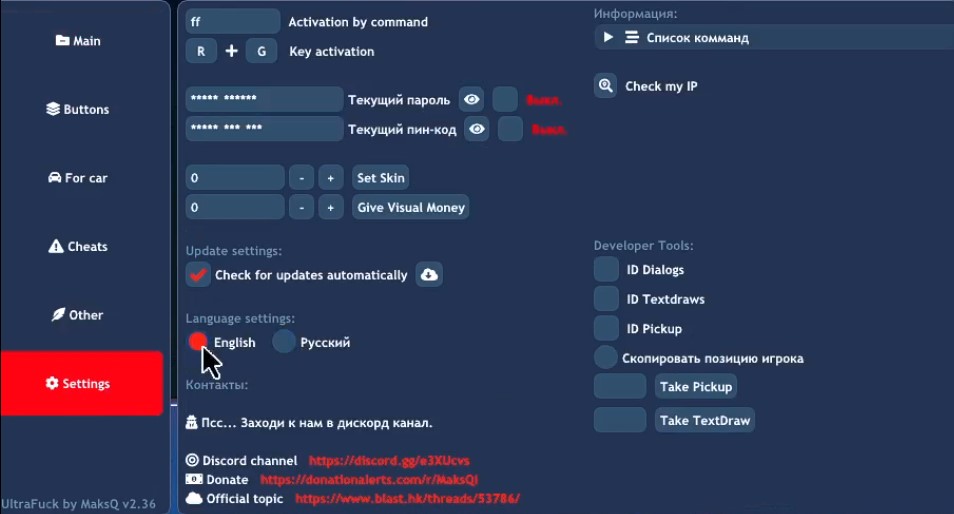 Main
Buttons
For car
Cheats
Other
Settings
UltraFuck by MaksQ v2.36
ff Activation by command
R + G Key activation
***** ****** Текущий пароль Выкл.
***** *** *** Текущий пин-код Выкл.
0 - + Set Skin
0 - + Give Visual Money
Update settings:
Check for updates automatically
Language settings:
English Русский
Контакты:
Псс... Заходи к нам в дискорд канал.
Discord channel https://discord.gg/e3XUcvs
Donate https://donationalerts.com/r/MaksQ1
Official topic https://www.blast.hk/threads/53786/
Информация:
Список комманд
Check my IP
Developer Tools:
ID Dialogs
ID Textdraws
ID Pickup
Скопировать позицию игрока
Take Pickup
Take TextDraw